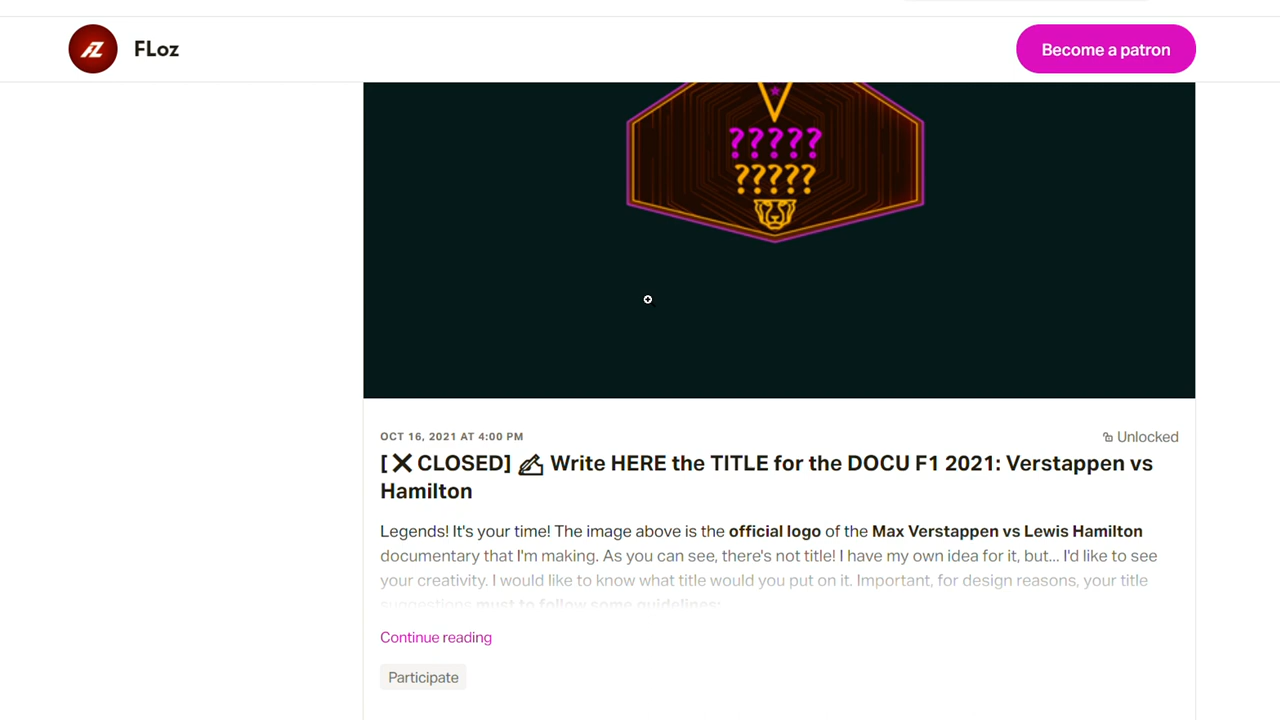 FLoz
Become a patron
?????
?????
OCT 16, 2021 AT 4:00 PM
Unlocked
[❌CLOSED] ✍ Write HERE the TITLE for the DOCU F1 2021: Verstappen vs
Hamilton
Legends! It's your time! The image above is the official logo of the Max Verstappen vs Lewis Hamilton
documentary that I'm making. As you can see, there's not title! I have my own idea for it, but... I'd like to see
your creativity. I would like to know what title would you put on it. Important, for design reasons, your title
suggestions must to follow some guidelines:
Continue reading
Participate